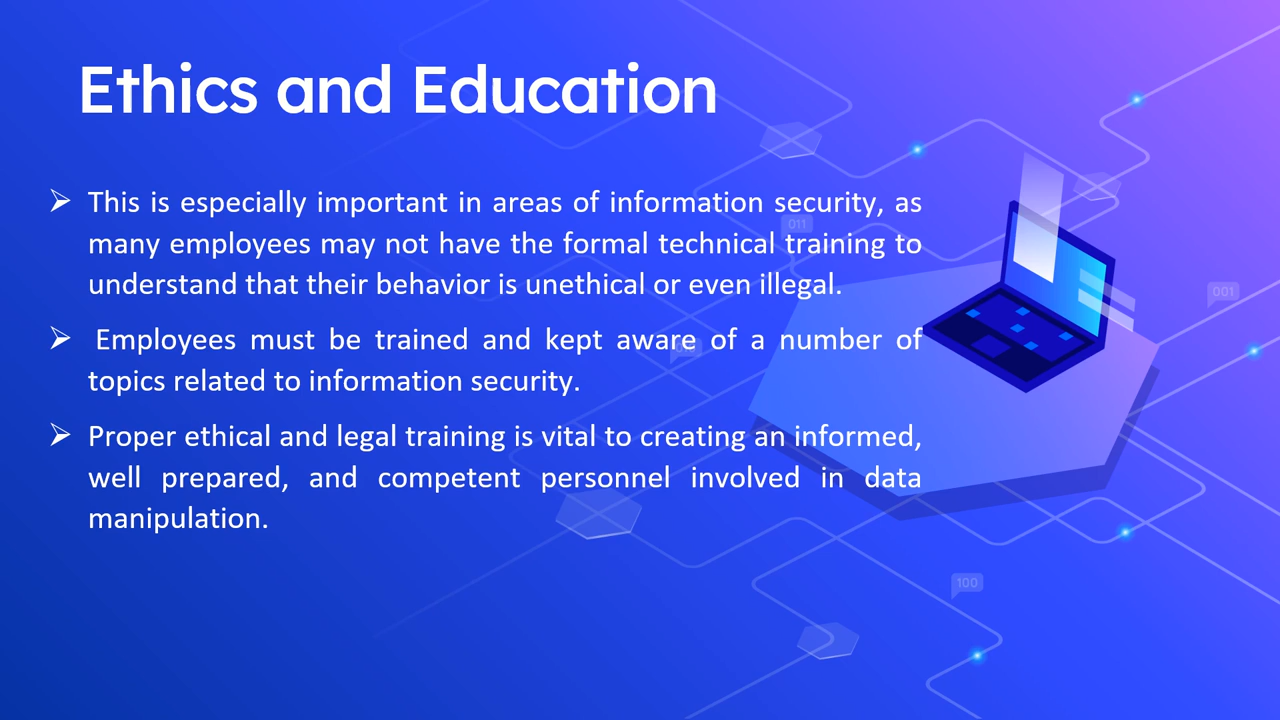 Ethics and Education
➢ This is especially important in areas of information security, as
many employees may not have the formal technical training to
understand that their behavior is unethical or even illegal.
➢ Employees must be trained and kept aware of a number of
topics related to information security.
➢ Proper ethical and legal training is vital to creating an informed,
well prepared, and competent personnel involved in data
manipulation.
011
001
100